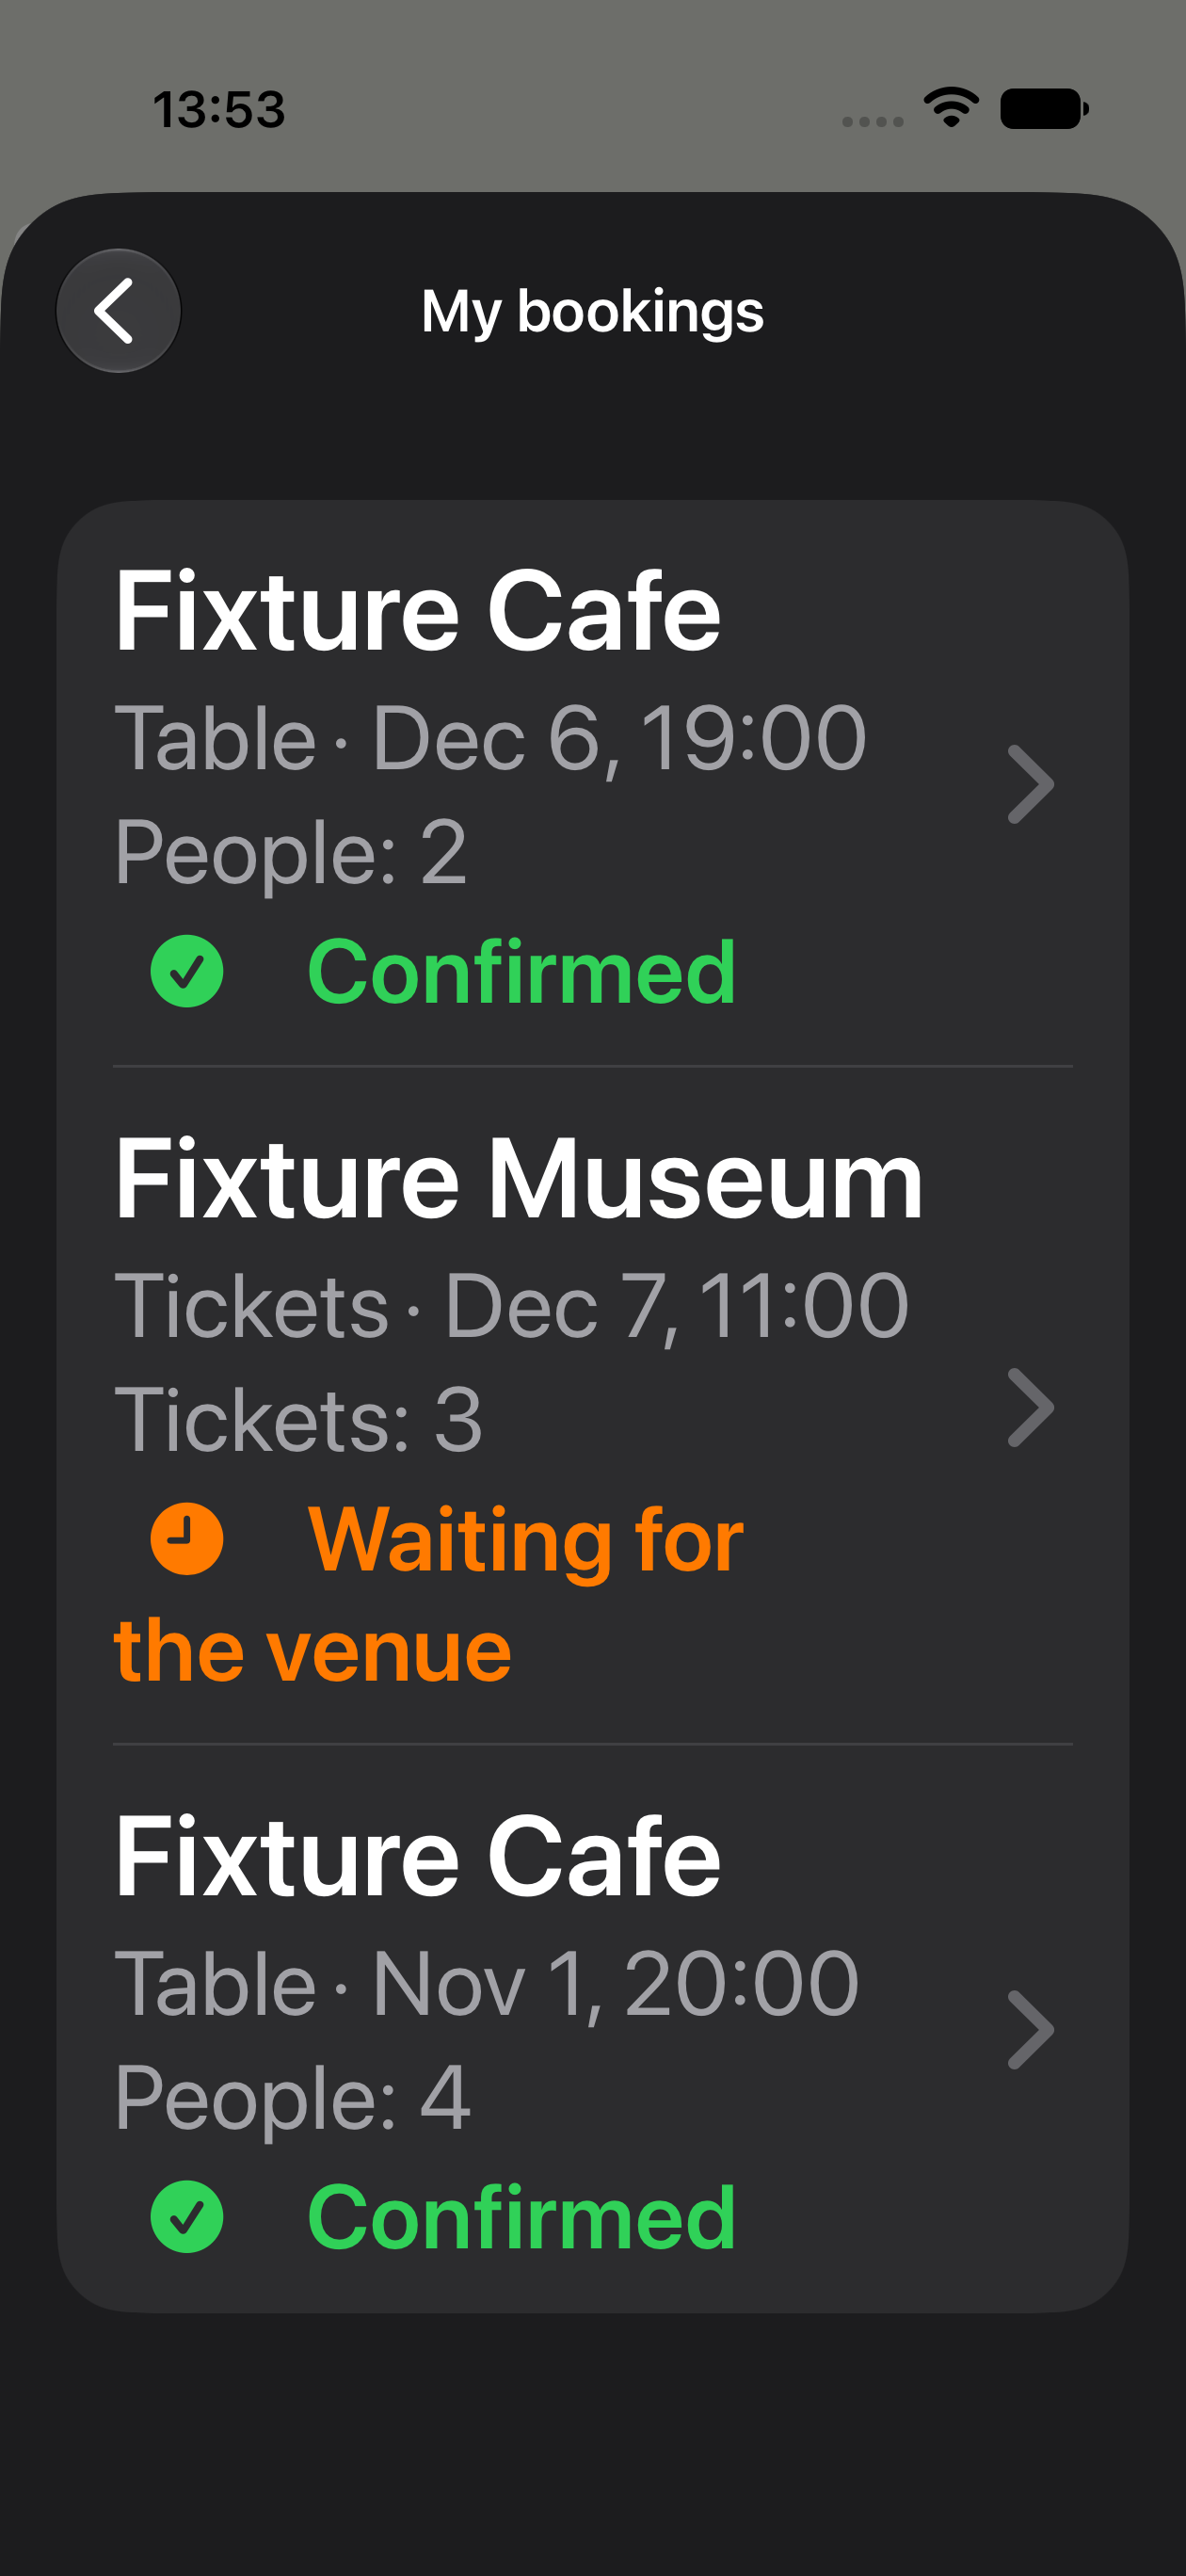 13:53
My bookings
Fixture Cafe
Table · Dec 6, 19:00
People: 2
Confirmed
Fixture Museum
Tickets · Dec 7, 11:00
Tickets: 3
Waiting for
the venue
Fixture Cafe
Table · Nov 1, 20:00
People: 4
Confirmed